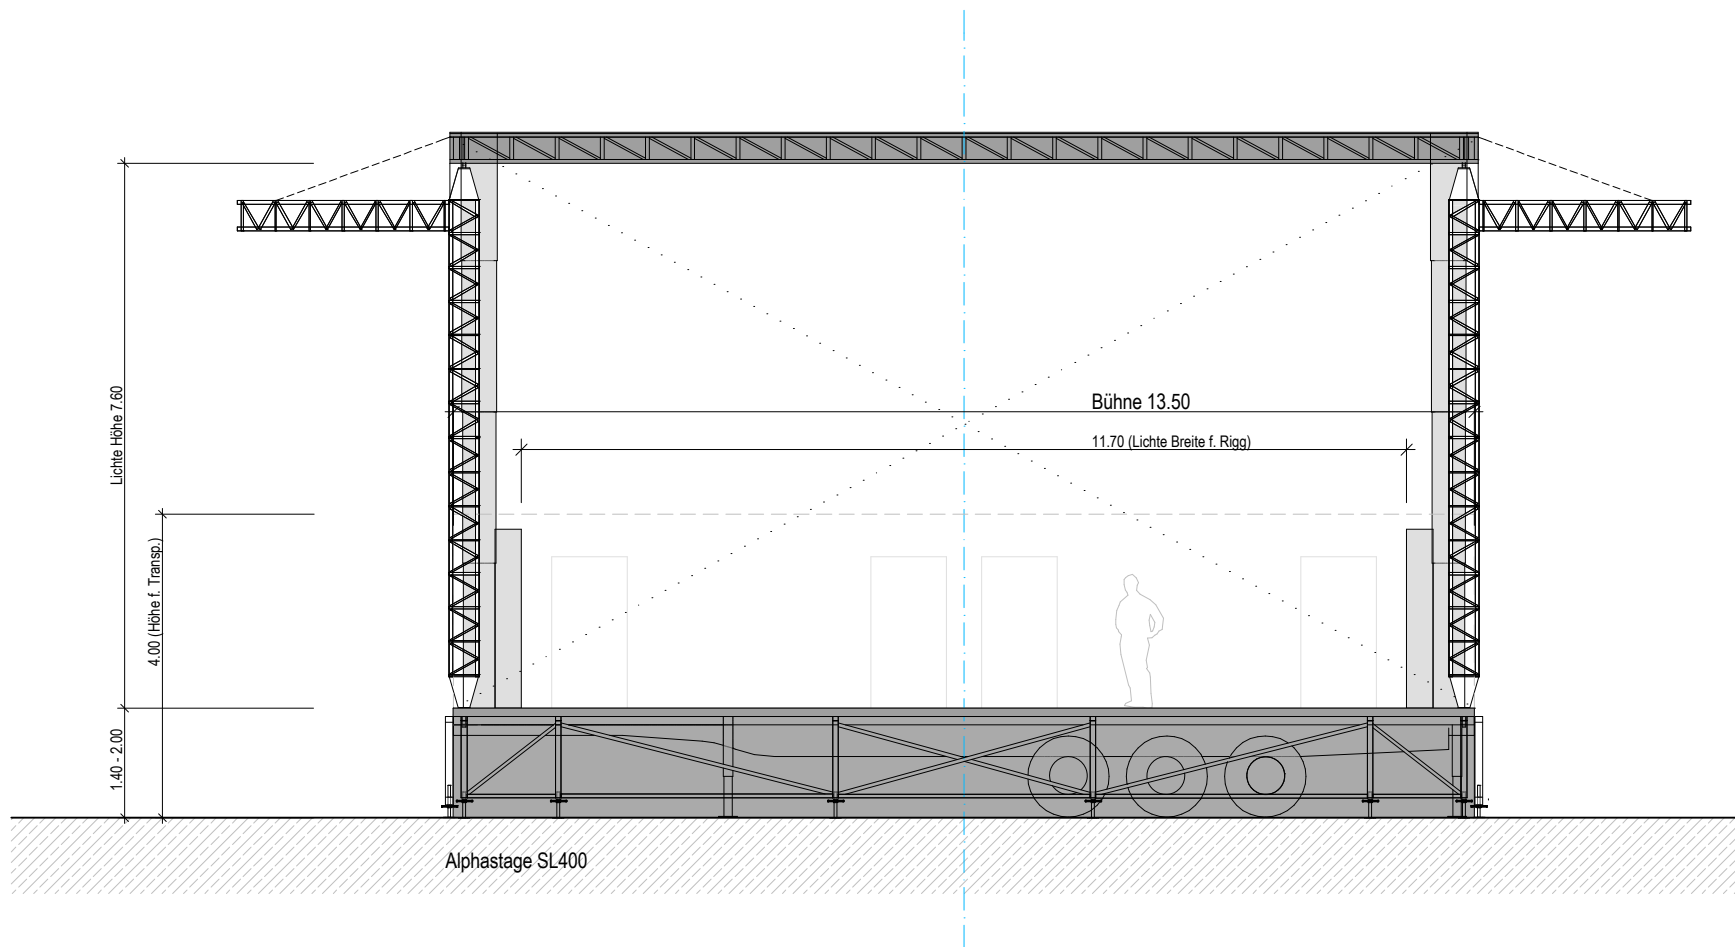 Lichte Höhe 7.60
4.00 (Höhe f. Transp.)
1.40 - 2.00
Bühne 13.50
11.70 (Lichte Breite f. Rigg)
Alphastage SL400